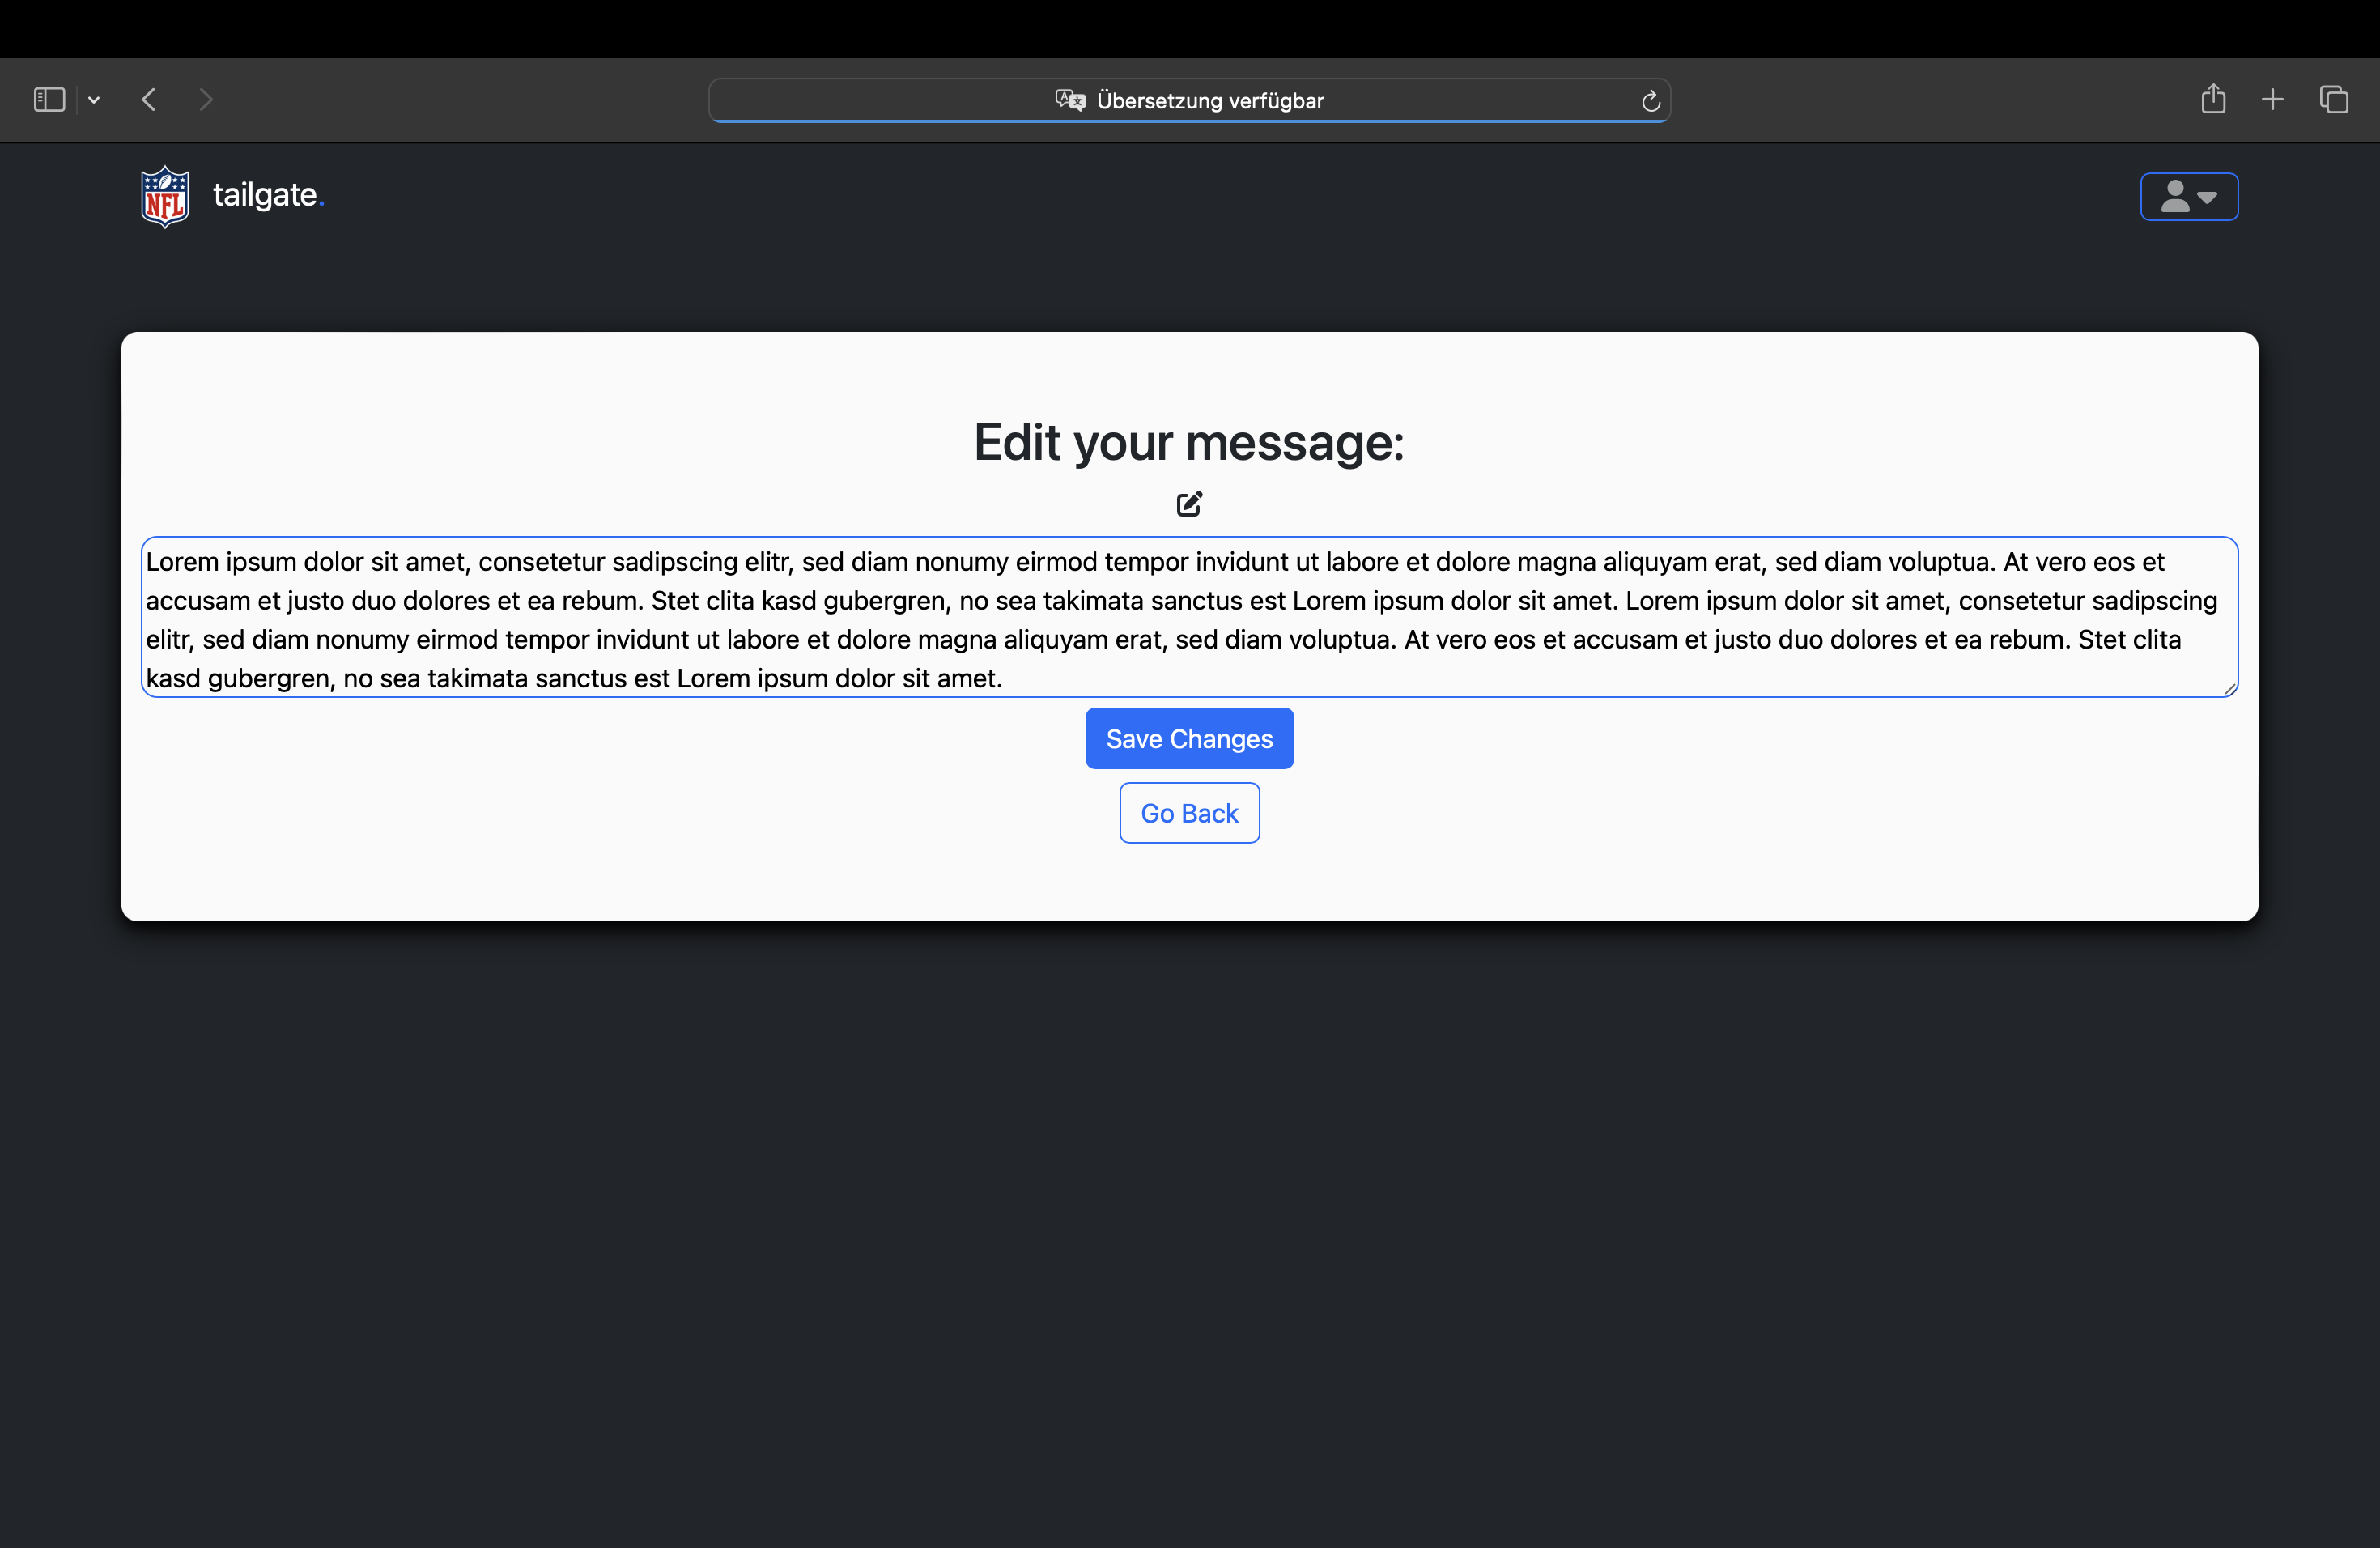 Übersetzung verfügbar
NFL
tailgate.
Edit your message:
Lorem ipsum dolor sit amet, consetetur sadipscing elitr, sed diam nonumy eirmod tempor invidunt ut labore et dolore magna aliquyam erat, sed diam voluptua. At vero eos et
accusam et justo duo dolores et ea rebum. Stet clita kasd gubergren, no sea takimata sanctus est Lorem ipsum dolor sit amet. Lorem ipsum dolor sit amet, consetetur sadipscing
elitr, sed diam nonumy eirmod tempor invidunt ut labore et dolore magna aliquyam erat, sed diam voluptua. At vero eos et accusam et justo duo dolores et ea rebum. Stet clita
kasd gubergren, no sea takimata sanctus est Lorem ipsum dolor sit amet.
Save Changes
Go Back